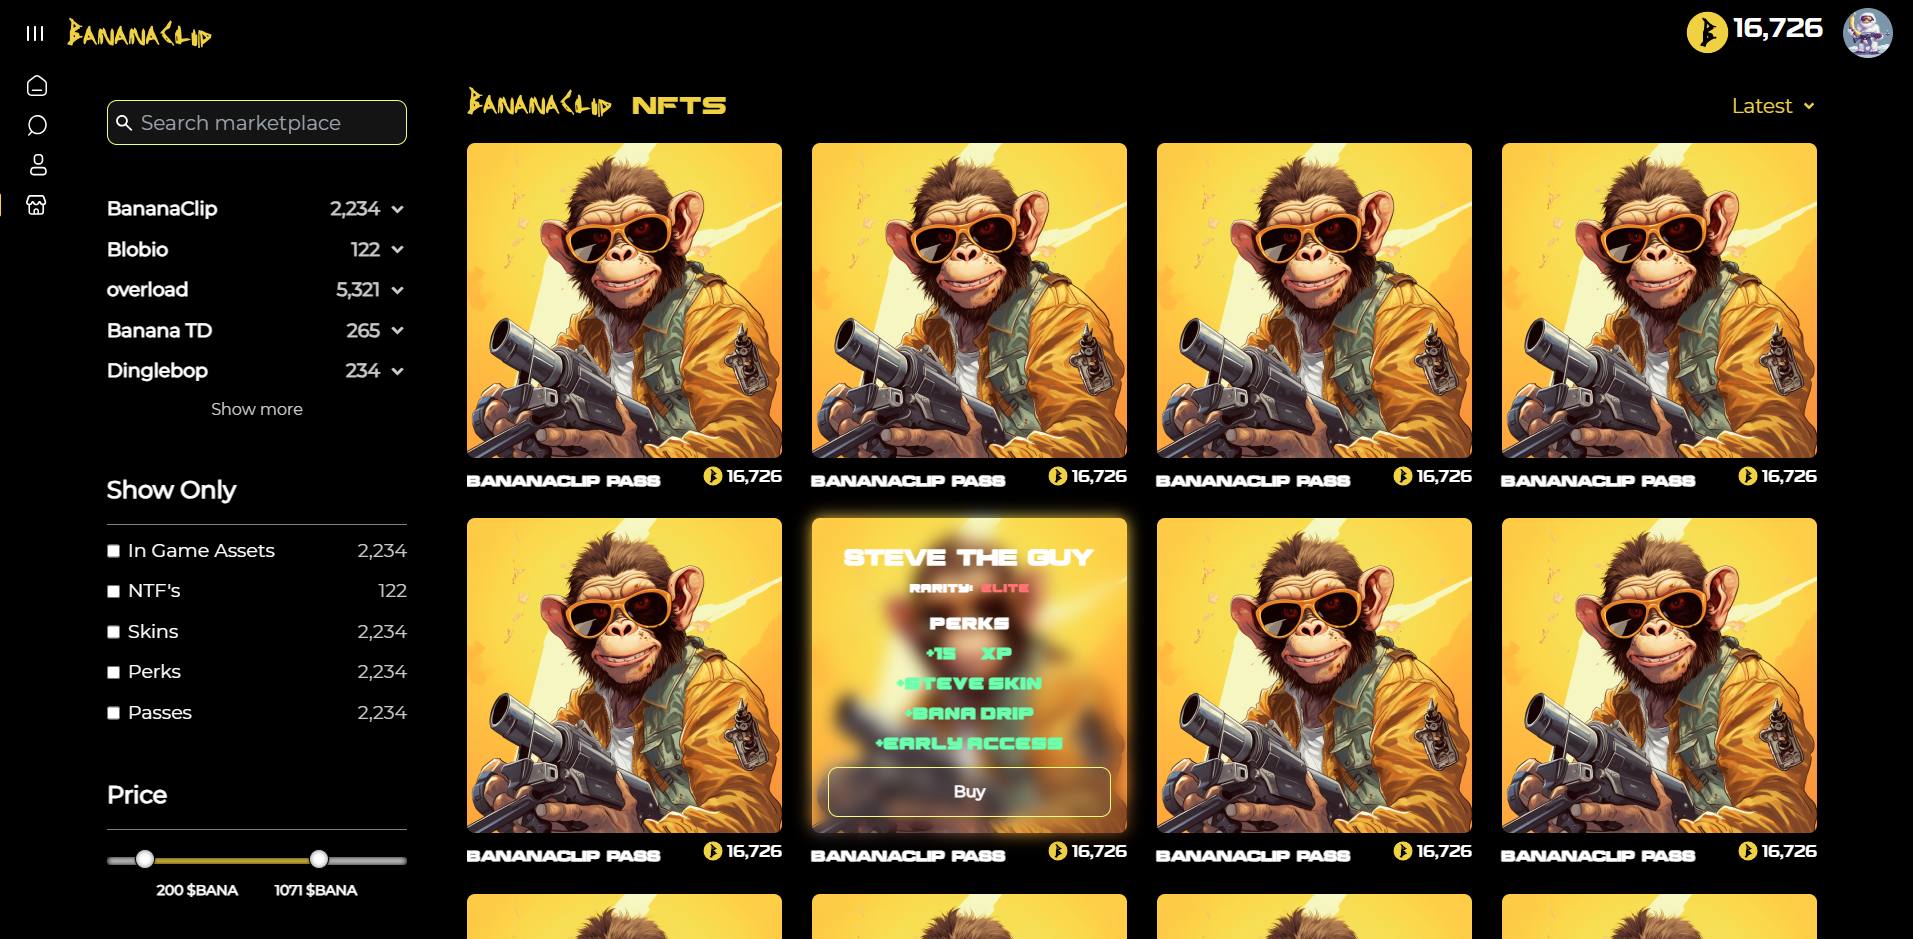 BananaClip
16,726
Search marketplace
BananaClip 2,234
Blobio 122
overload 5,321
Banana TD 265
Dinglebop 234
Show more
Show Only
In Game Assets 2,234
NTF's 122
Skins 2,234
Perks 2,234
Passes 2,234
Price
200 $BANA 1071 $BANA
BananaClip NFTS
Latest
BANANACLIP PASS 16,726
BANANACLIP PASS 16,726
BANANACLIP PASS 16,726
BANANACLIP PASS 16,726
STEVE THE GUY
RARITY: ELITE
PERKS
+15 XP
+STEVE SKIN
+BANA DRIP
+EARLY ACCESS
Buy
BANANACLIP PASS 16,726
BANANACLIP PASS 16,726
BANANACLIP PASS 16,726
BANANACLIP PASS 16,726